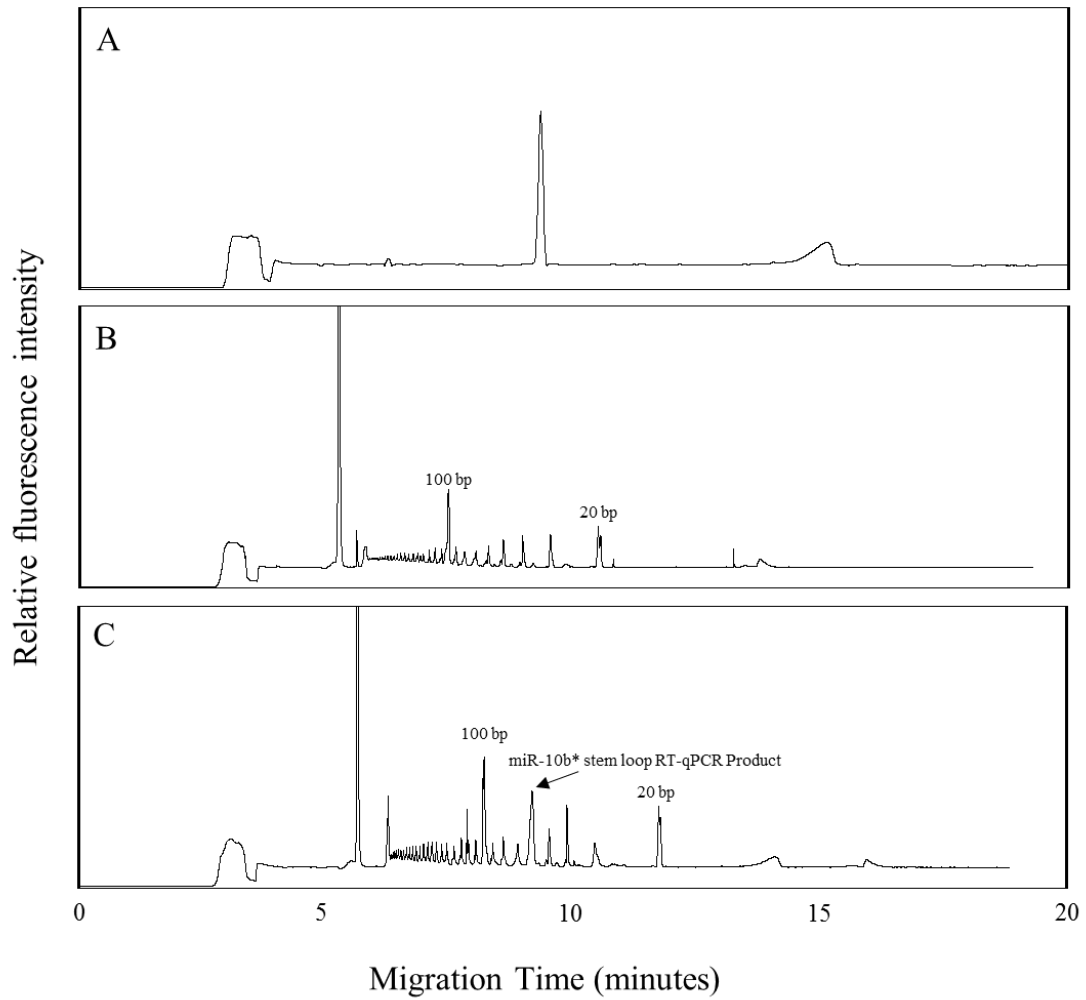 A
B
100 bp
20 bp
C
100 bp
miR-10b* stem loop RT-qPCR Product
20 bp
0 5 10 15 20
Migration Time (minutes)
Relative fluorescence intensity